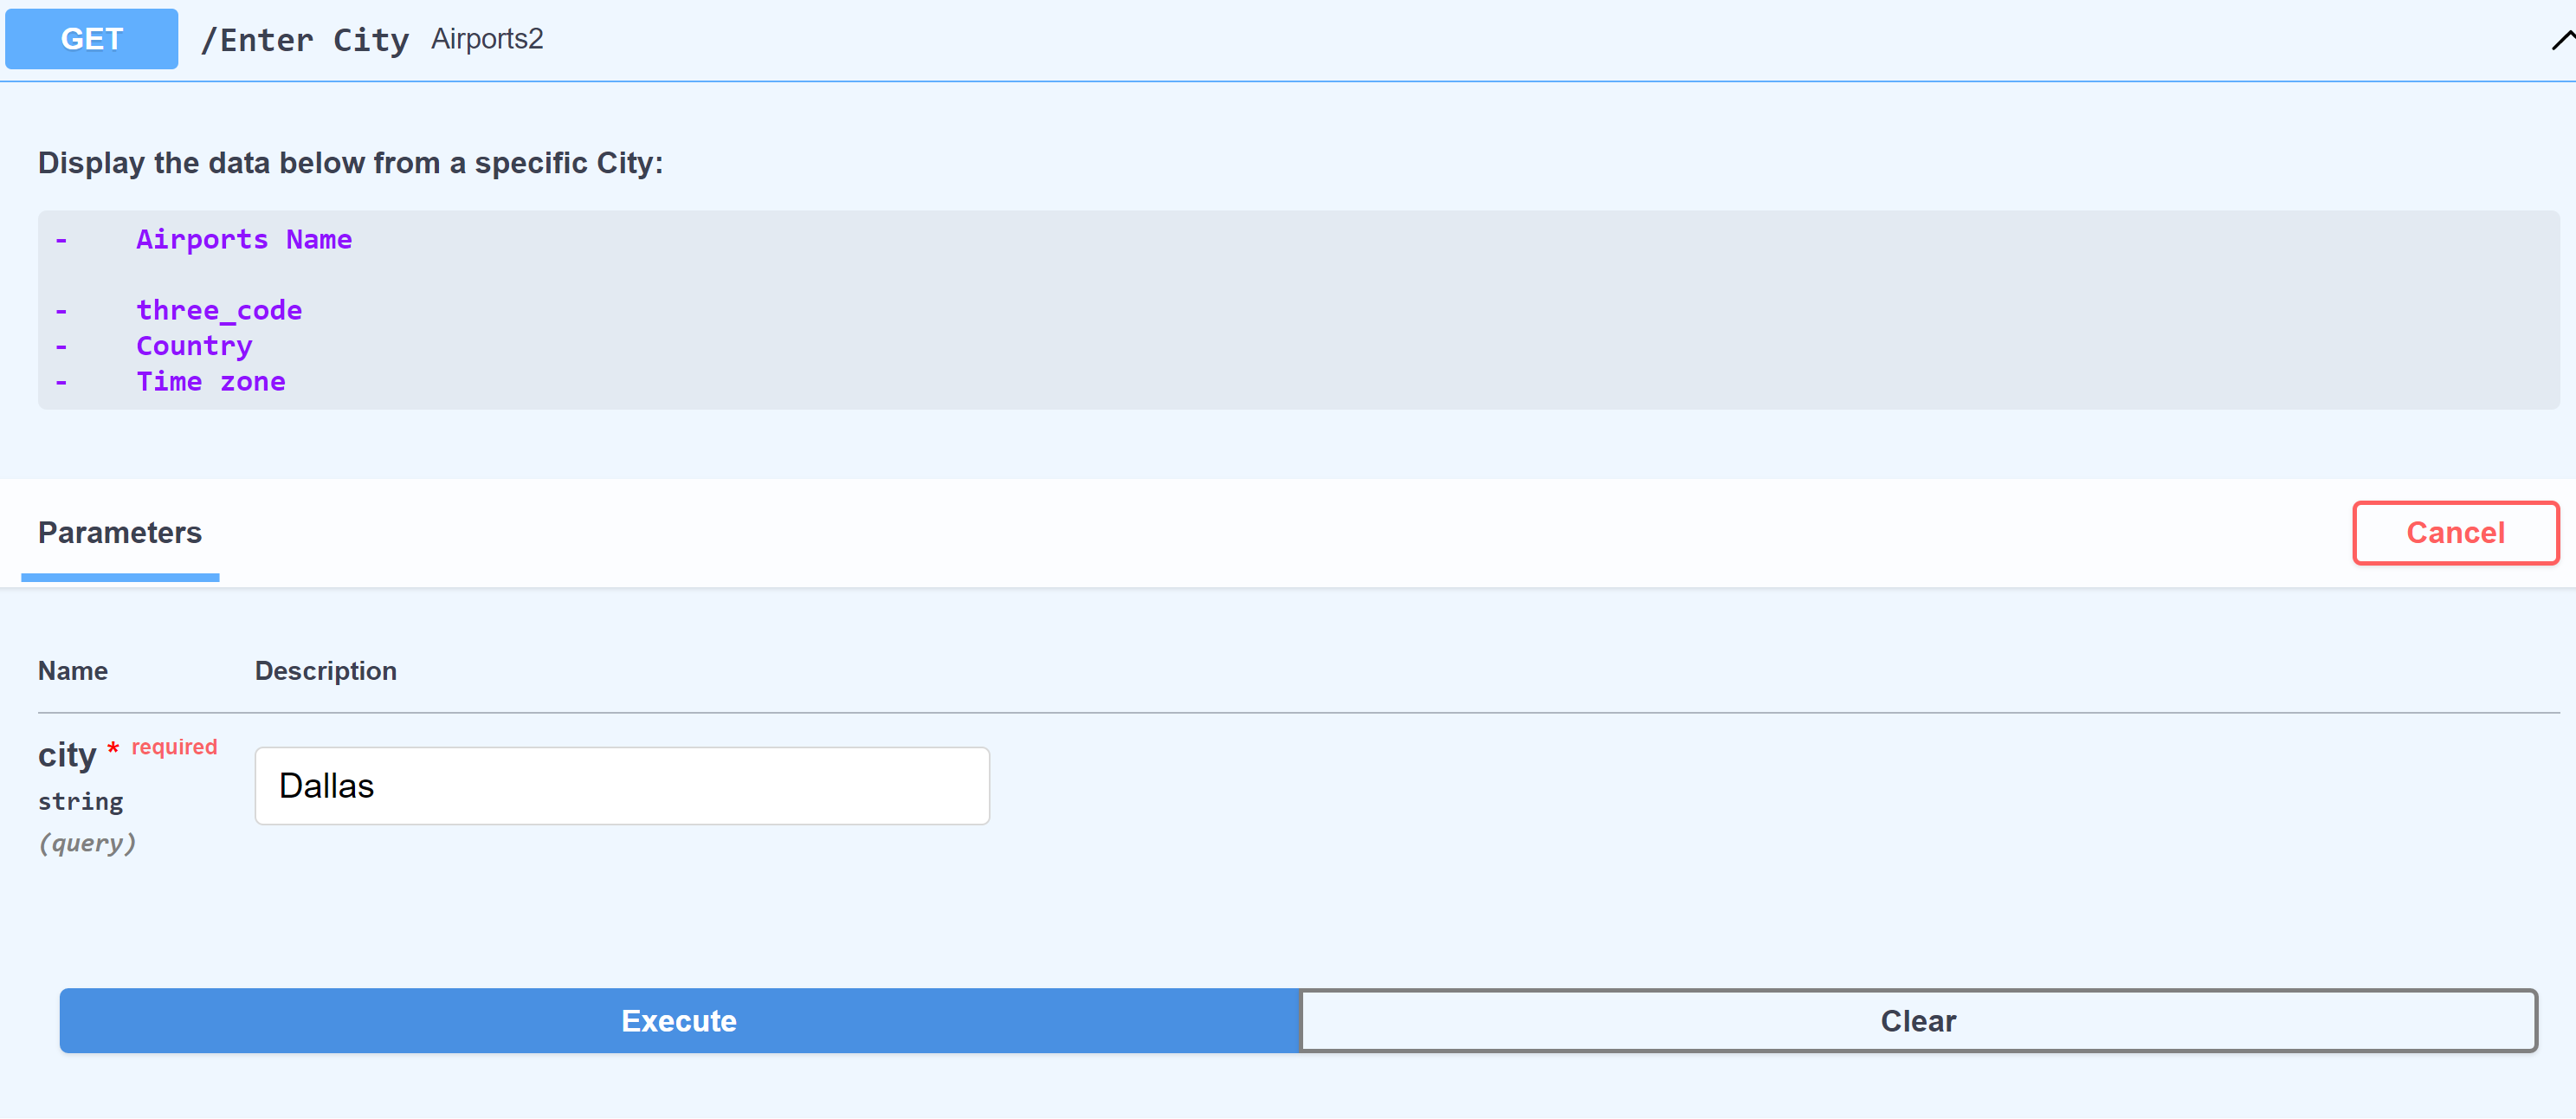 GET /Enter City Airports2
Display the data below from a specific City:
- Airports Name
- three_code
- Country
- Time zone
Parameters
Cancel
Name Description
city * required
string
(query)
Dallas
Execute
Clear